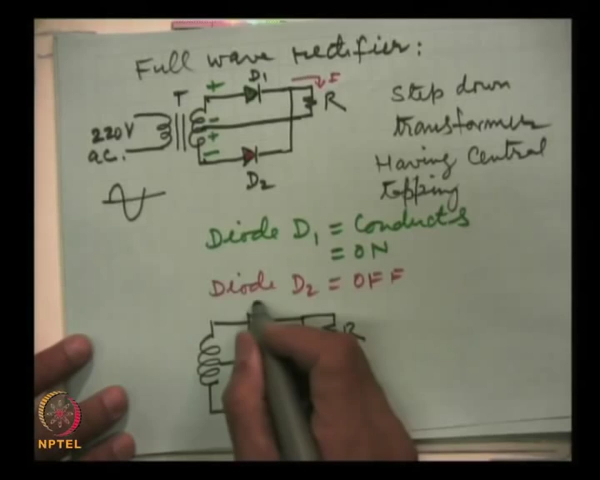 Full wave rectifier:
D1
+
I
R
T
220V
a.c.
-
+
-
D2
Step down
transformer
Having Central
tapping
Diode D1 = Conducts
= ON
Diode D2 = OFF
R
NPTEL